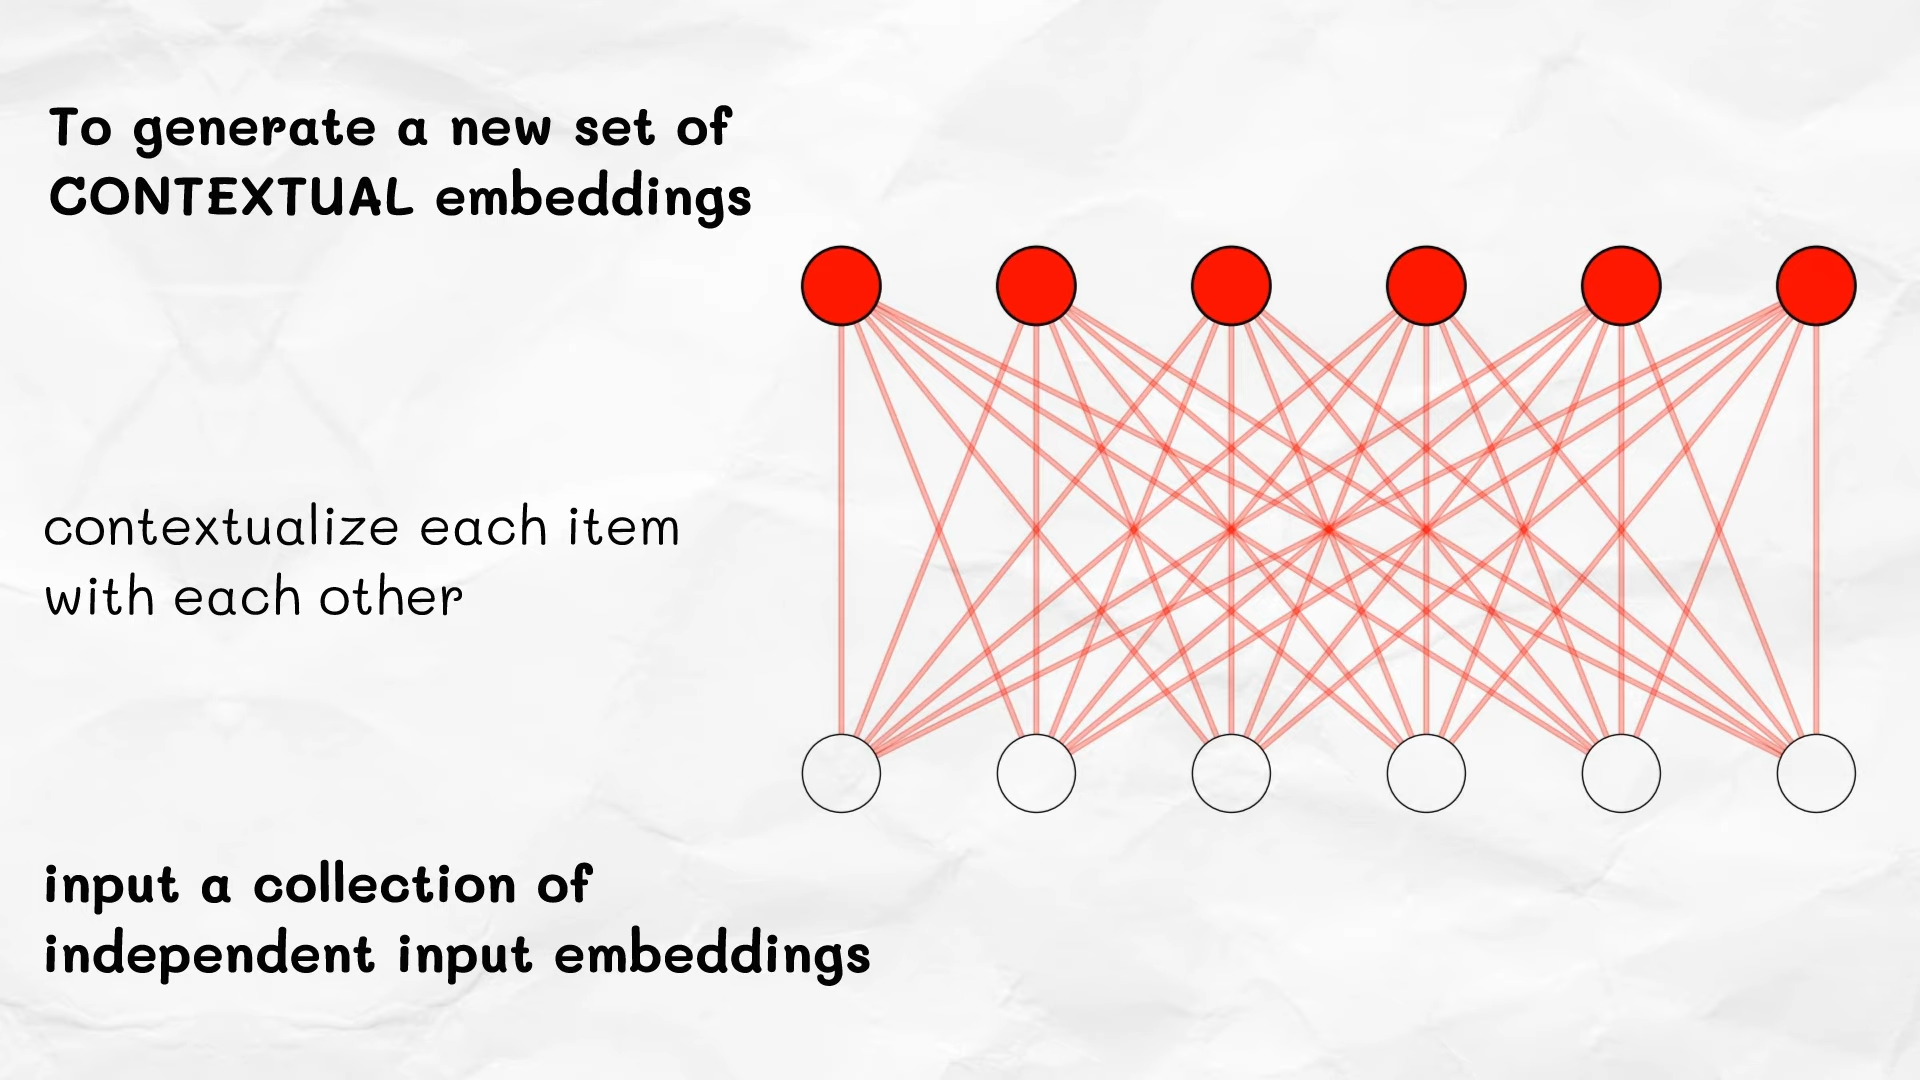 To generate a new set of
CONTEXTUAL embeddings
contextualize each item
with each other
input a collection of
independent input embeddings